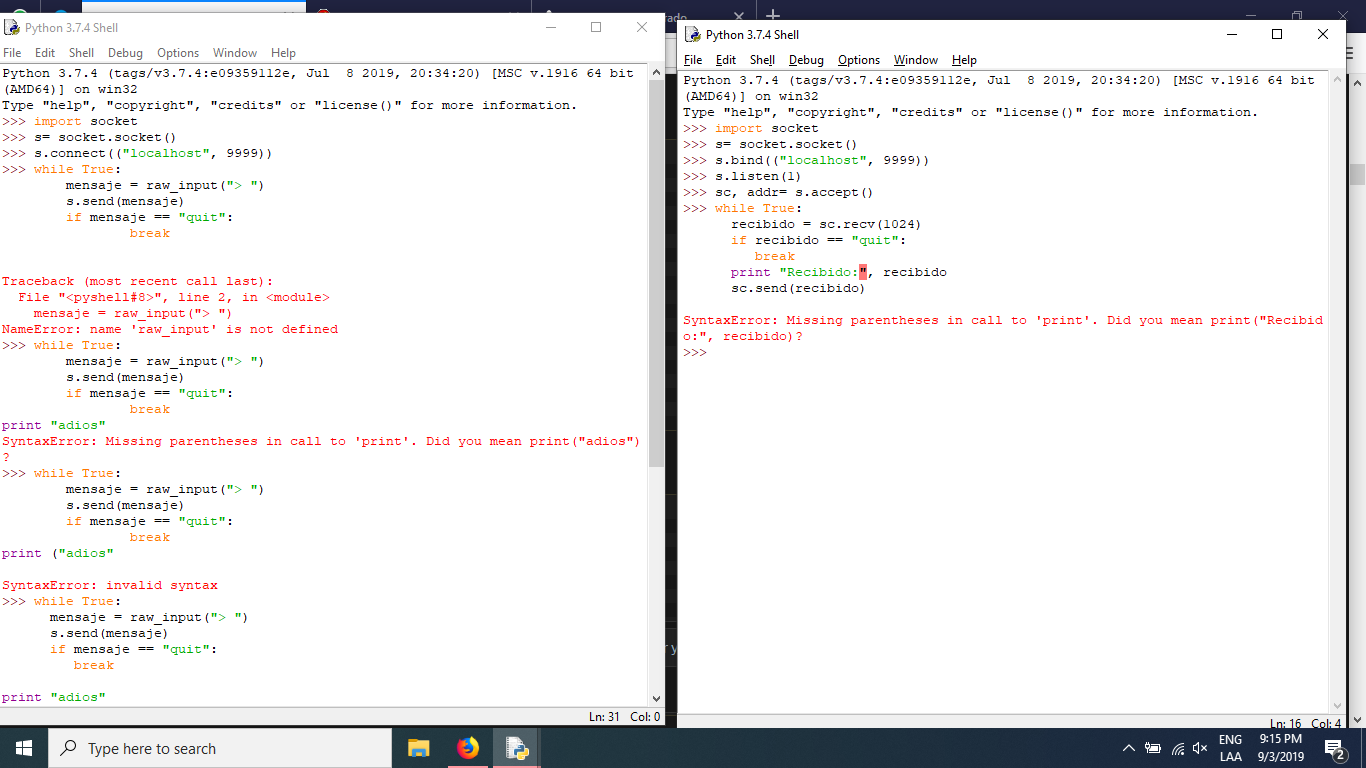 Python 3.7.4 Shell
File Edit Shell Debug Options Window Help
Python 3.7.4 (tags/v3.7.4:e09359112e, Jul  8 2019, 20:34:20) [MSC v.1916 64 bit
(AMD64)] on win32
Type "help", "copyright", "credits" or "license()" for more information.
>>> import socket
>>> s= socket.socket()
>>> s.connect(("localhost", 9999))
>>> while True:
        mensaje = raw_input("> ")
        s.send(mensaje)
        if mensaje == "quit":
                break
Traceback (most recent call last):
  File "<pyshell#8>", line 2, in <module>
    mensaje = raw_input("> ")
NameError: name 'raw_input' is not defined
>>> while True:
        mensaje = raw_input("> ")
        s.send(mensaje)
        if mensaje == "quit":
                break
print "adios"
SyntaxError: Missing parentheses in call to 'print'. Did you mean print("adios")
?
>>> while True:
        mensaje = raw_input("> ")
        s.send(mensaje)
        if mensaje == "quit":
                break
print ("adios"
SyntaxError: invalid syntax
>>> while True:
      mensaje = raw_input("> ")
      s.send(mensaje)
      if mensaje == "quit":
         break
print "adios"
Ln: 31 Col: 0
Python 3.7.4 Shell
File Edit Shell Debug Options Window Help
Python 3.7.4 (tags/v3.7.4:e09359112e, Jul  8 2019, 20:34:20) [MSC v.1916 64 bit
(AMD64)] on win32
Type "help", "copyright", "credits" or "license()" for more information.
>>> import socket
>>> s= socket.socket()
>>> s.bind(("localhost", 9999))
>>> s.listen(1)
>>> sc, addr= s.accept()
>>> while True:
      recibido = sc.recv(1024)
      if recibido == "quit":
         break
      print "Recibido:", recibido
      sc.send(recibido)
SyntaxError: Missing parentheses in call to 'print'. Did you mean print("Recibid
o:", recibido)?
>>>
Ln: 16 Col: 4
Type here to search
ENG
LAA
9:15 PM
9/3/2019
2